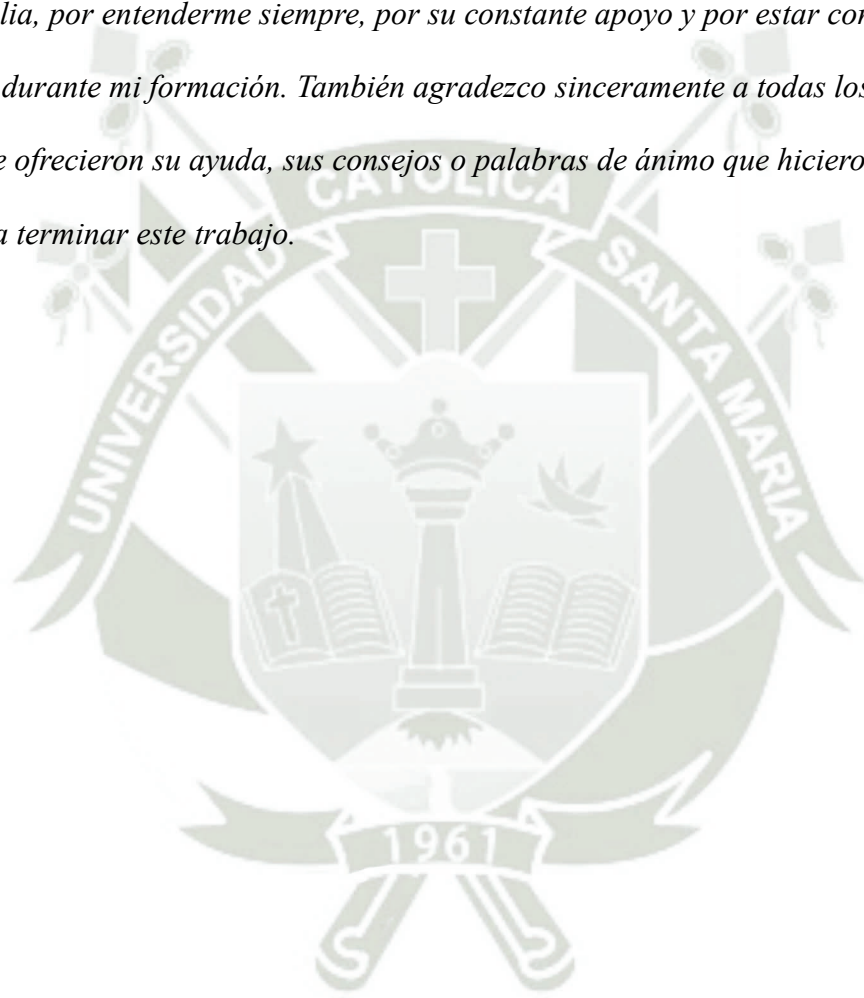 lia, por entenderme siempre, por su constante apoyo y por estar con
durante mi formación. También agradezco sinceramente a todas los
e ofrecieron su ayuda, sus consejos o palabras de ánimo que hiciero
a terminar este trabajo.
UNIVERSIDAD CATOLICA SANTA MARIA
1961